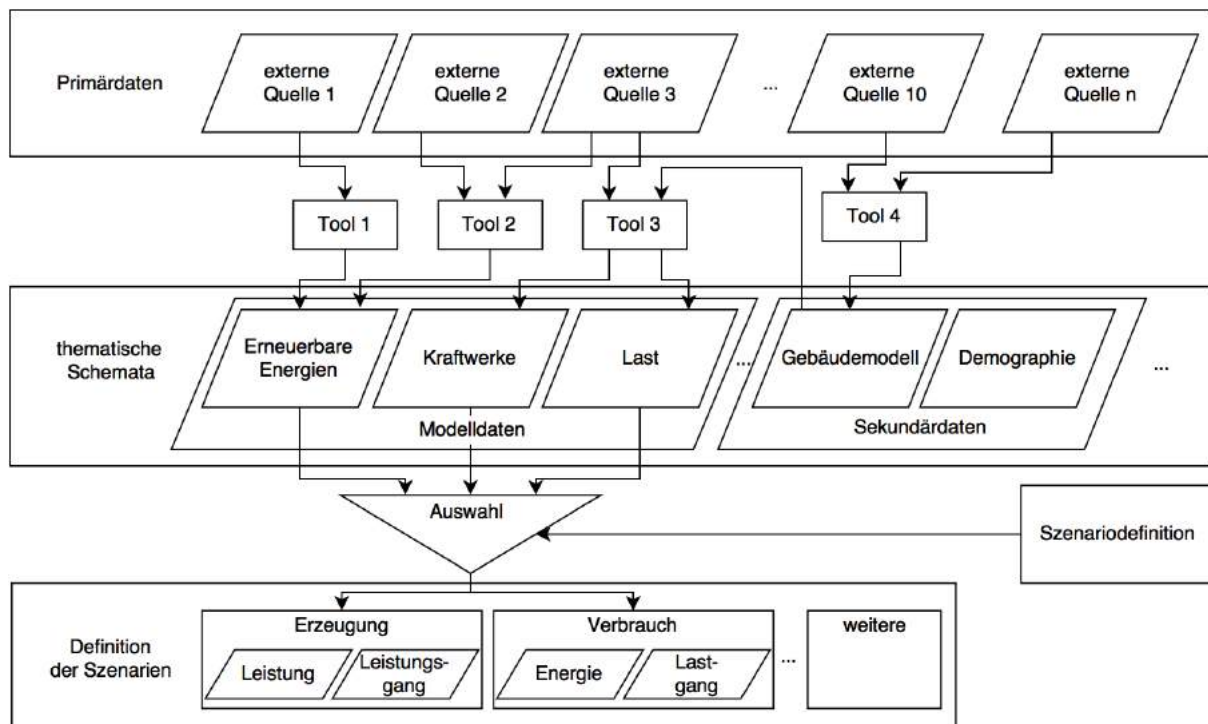 Primärdaten
externe
Quelle 1
externe
Quelle 2
externe
Quelle 3
...
externe
Quelle 10
externe
Quelle n
Tool 1
Tool 2
Tool 3
Tool 4
thematische
Schemata
Erneuerbare
Energien
Kraftwerke
Last
...
Modelldaten
Gebäudemodell
Demographie
...
Sekundärdaten
Auswahl
Szenariodefinition
Definition
der Szenarien
Erzeugung
Leistung
Leistungs-
gang
Verbrauch
Energie
Last-
gang
...
weitere